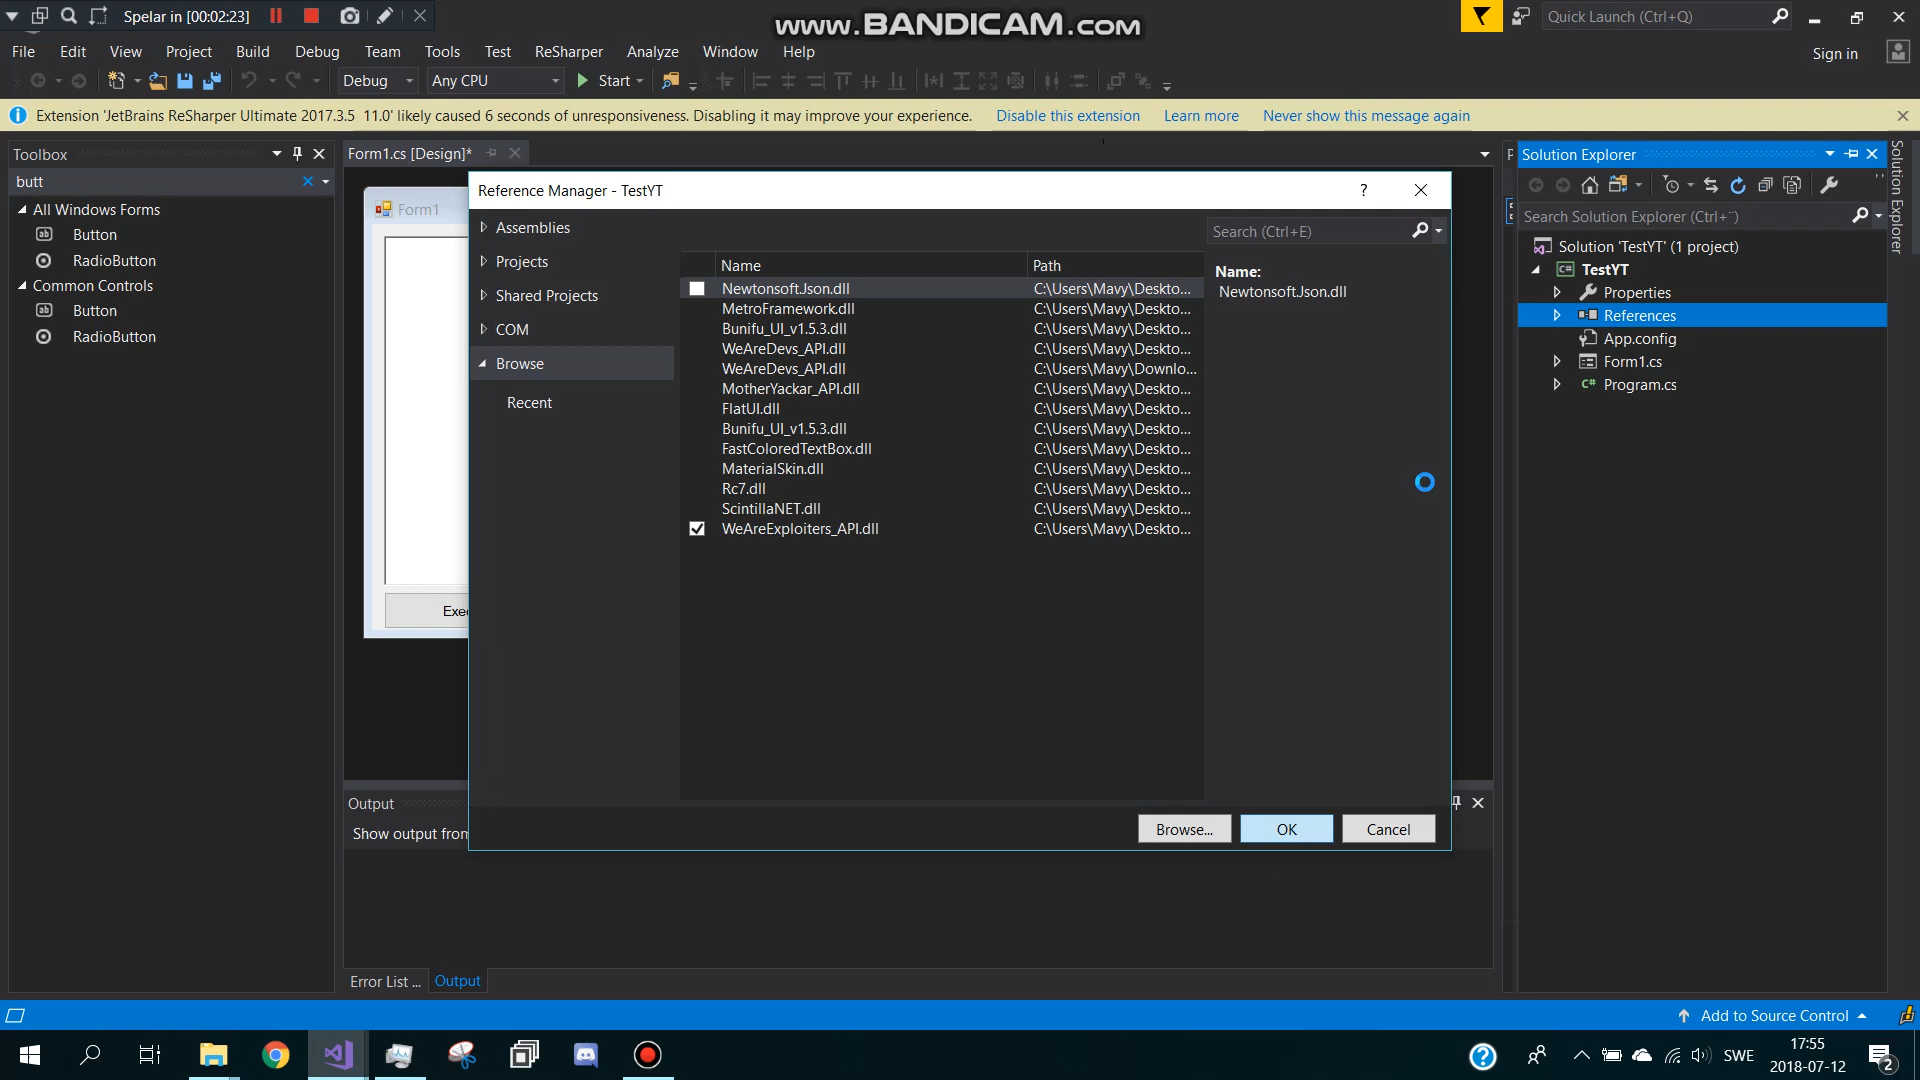 Spelar in [00:02:23]
www.BANDICAM.com
Quick Launch (Ctrl+Q)
File Edit View Project Build Debug Team Tools Test ReSharper Analyze Window Help
Sign in
Debug Any CPU Start
Extension 'JetBrains ReSharper Ultimate 2017.3.5 11.0' likely caused 6 seconds of unresponsiveness. Disabling it may improve your experience. Disable this extension Learn more Never show this message again
Toolbox
butt
All Windows Forms
Button
RadioButton
Common Controls
Button
RadioButton
Form1.cs [Design]*
Form1
Exec
Reference Manager - TestYT
?
Assemblies
Projects
Shared Projects
COM
Browse
Recent
Search (Ctrl+E)
Name Path
NewtonsoftJson.dll C:\Users\Mavy\Deskto...
MetroFramework.dll C:\Users\Mavy\Deskto...
Bunifu_UI_v1.5.3.dll C:\Users\Mavy\Deskto...
WeAreDevs_API.dll C:\Users\Mavy\Deskto...
WeAreDevs_API.dll C:\Users\Mavy\Downlo...
MotherYackar_API.dll C:\Users\Mavy\Deskto...
FlatUI.dll C:\Users\Mavy\Deskto...
Bunifu_UI_v1.5.3.dll C:\Users\Mavy\Deskto...
FastColoredTextBox.dll C:\Users\Mavy\Deskto...
MaterialSkin.dll C:\Users\Mavy\Deskto...
Rc7.dll C:\Users\Mavy\Deskto...
ScintillaNET.dll C:\Users\Mavy\Deskto...
WeAreExploiters_API.dll C:\Users\Mavy\Deskto...
Name:
NewtonsoftJson.dll
Browse... OK Cancel
Output
Show output from
Error List ... Output
Solution Explorer
Search Solution Explorer (Ctrl+¨)
Solution 'TestYT' (1 project)
TestYT
Properties
References
App.config
Form1.cs
Program.cs
Solution Explorer
Add to Source Control
SWE
17:55
2018-07-12
2